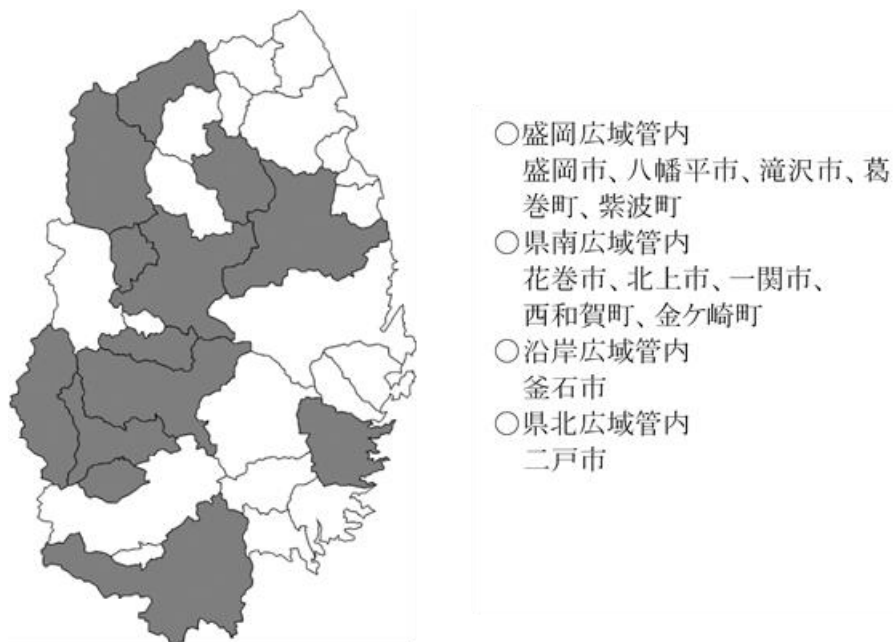 ○盛岡広域管内
盛岡市、八幡平市、滝沢市、葛
巻町、紫波町
○県南広域管内
花巻市、北上市、一関市、
西和賀町、金ケ崎町
○沿岸広域管内
釜石市
○県北広域管内
二戸市